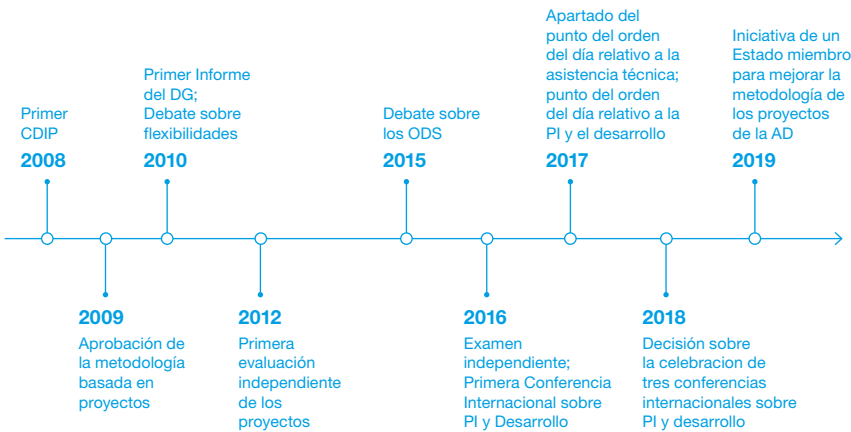 Primer
CDIP
2008
2009
Aprobación de
la metodología
basada en
proyectos
Primer Informe
del DG;
Debate sobre
flexibilidades
2010
2012
Primera
evaluación
independiente
de los
proyectos
Debate sobre
los ODS
2015
2016
Examen
independiente;
Primera Conferencia
Internacional sobre
PI y Desarrollo
Apartado del
punto del orden
del día relativo a la
asistencia técnica;
punto del orden
del día relativo a la
PI y el desarrollo
2017
2018
Decisión sobre
la celebracion de
tres conferencias
internacionales sobre
PI y desarrollo
Iniciativa de un
Estado miembro
para mejorar la
metodología de
los proyectos
de la AD
2019